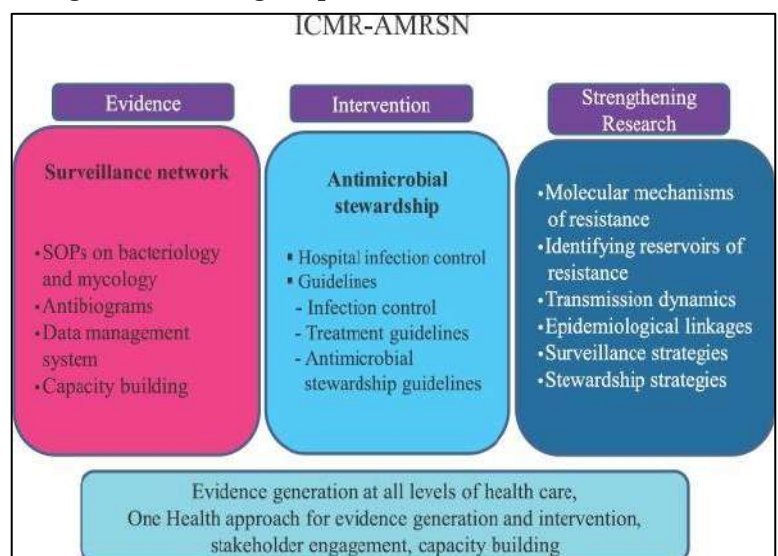 ICMR-AMRSN
Evidence
Surveillance network
•SOPs on bacteriology
and mycology
•Antibiograms
•Data management
system
•Capacity building
Intervention
Antimicrobial
stewardship
▪ Hospital infection control
▪ Guidelines
- Infection control
- Treatment guidelines
- Antimicrobial
stewardship guidelines
Strengthening
Research
•Molecular mechanisms
of resistance
•Identifying reservoirs of
resistance
•Transmission dynamics
•Epidemiological linkages
•Surveillance strategies
•Stewardship strategies
Evidence generation at all levels of health care,
One Health approach for evidence generation and intervention,
stakeholder engagement, capacity building